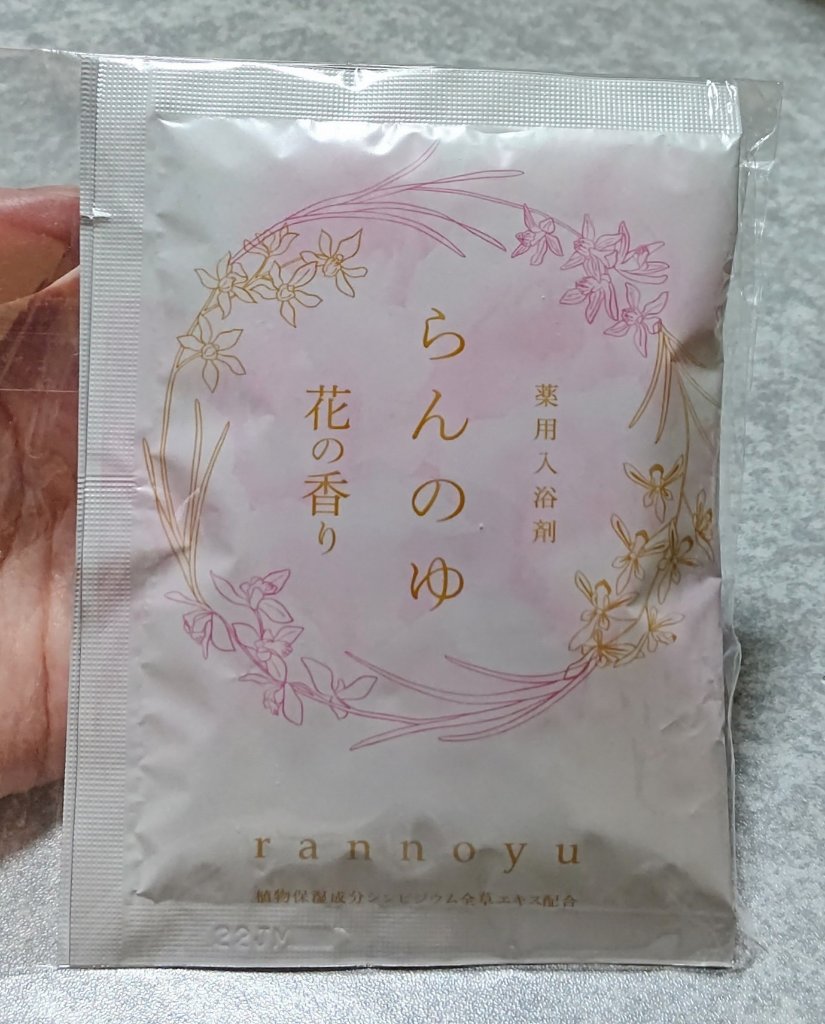 薬用入浴剤
らんのゆ
花の香り
rannoyu
植物保湿成分シンビジウム全草エキス配合